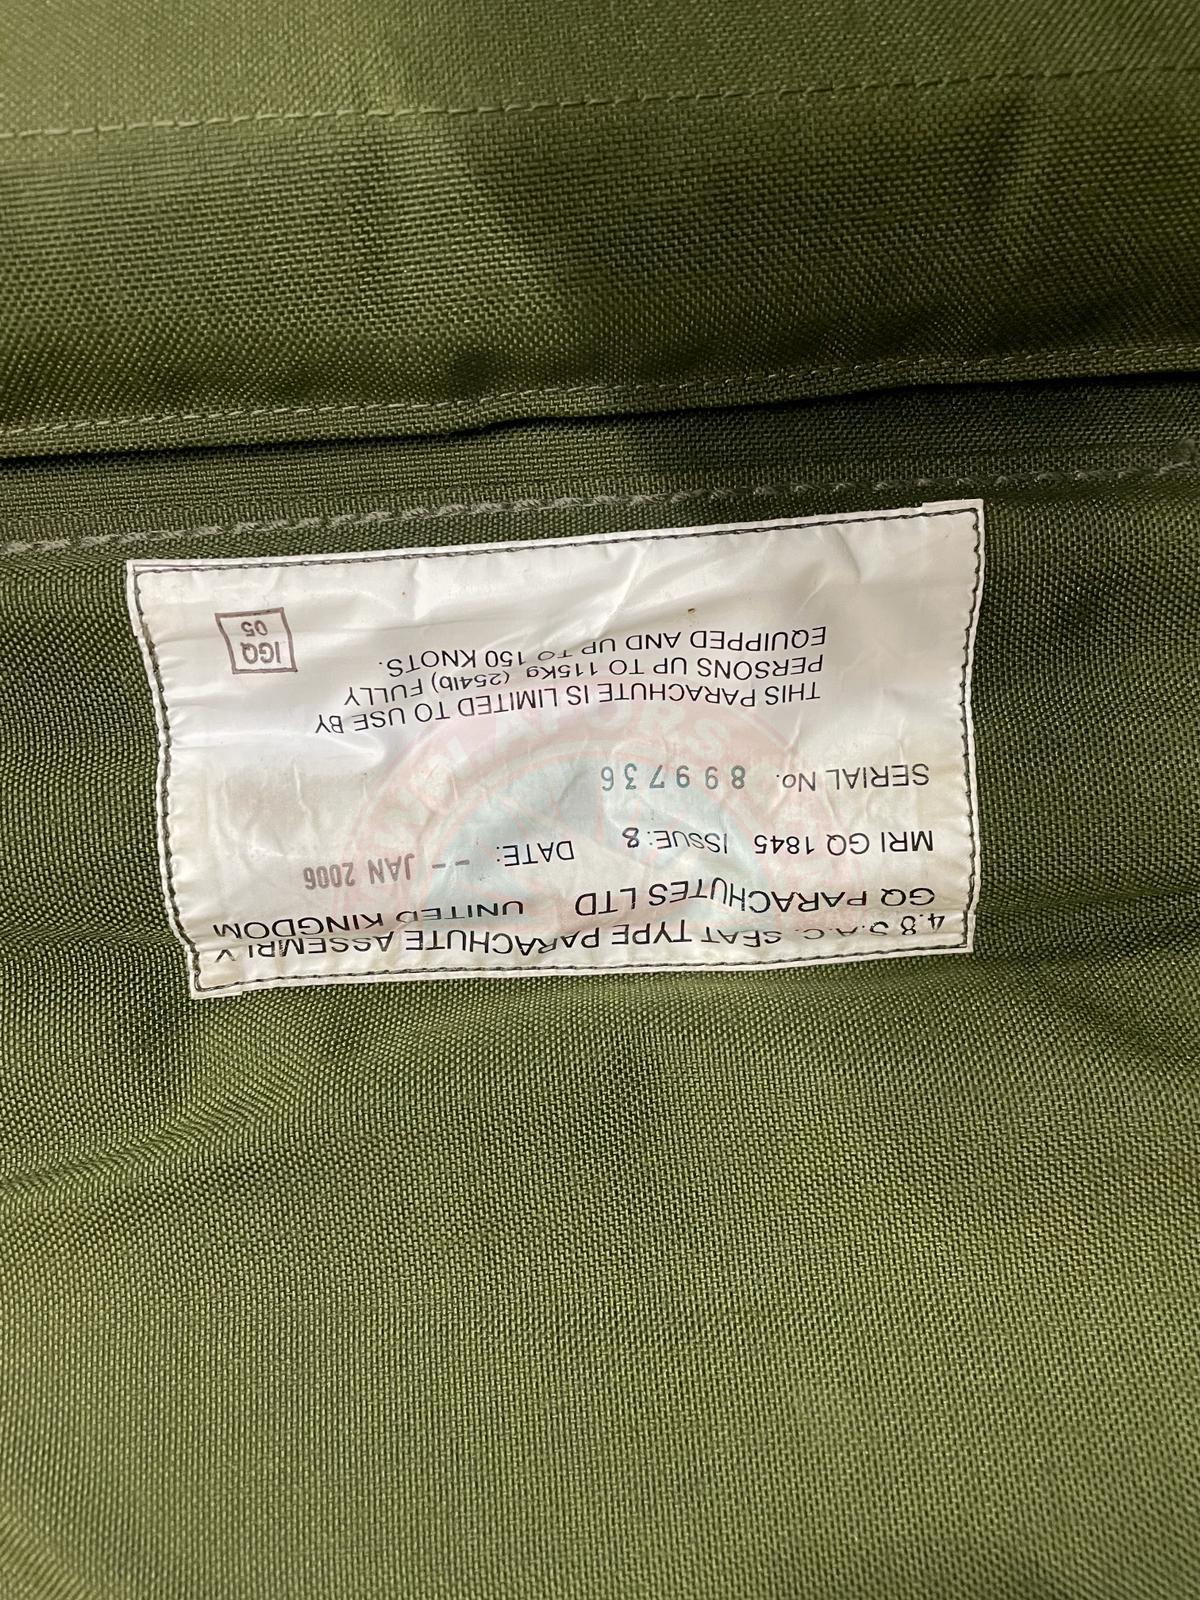 4.8 S.A.C. SEAT TYPE PARACHUTE ASSEMBLY
GQ PARACHUTES LTD UNITED KINGDOM
MRI GQ 1845 ISSUE: 8 DATE: -- JAN 2006
SERIAL No. 899736
THIS PARACHUTE IS LIMITED TO USE BY
PERSONS UP TO 115Kg (254lb) FULLY
EQUIPPED AND UP TO 150 KNOTS.
IGQ
05